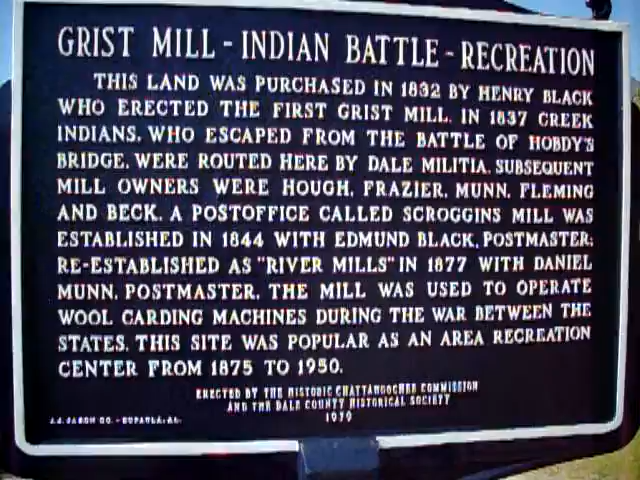 GRIST MILL - INDIAN BATTLE - RECREATION
THIS LAND WAS PURCHASED IN 1832 BY HENRY BLACK
WHO ERECTED THE FIRST GRIST MILL. IN 1837 CREEK
INDIANS, WHO ESCAPED FROM THE BATTLE OF HOBDY'S
BRIDGE, WERE ROUTED HERE BY DALE MILITIA. SUBSEQUENT
MILL OWNERS WERE HOUGH, FRAZIER, MUNN, FLEMING
AND BECK. A POSTOFFICE CALLED SCROGGINS MILL WAS
ESTABLISHED IN 1844 WITH EDMUND BLACK, POSTMASTER;
RE-ESTABLISHED AS "RIVER MILLS" IN 1877 WITH DANIEL
MUNN, POSTMASTER. THE MILL WAS USED TO OPERATE
WOOL CARDING MACHINES DURING THE WAR BETWEEN THE
STATES. THIS SITE WAS POPULAR AS AN AREA RECREATION
CENTER FROM 1875 TO 1950.
ERECTED BY THE HISTORIC CHATTAHOOCHEE COMMISSION
AND THE DALE COUNTY HISTORICAL SOCIETY
1979
CO. - EUFAULA, AL.